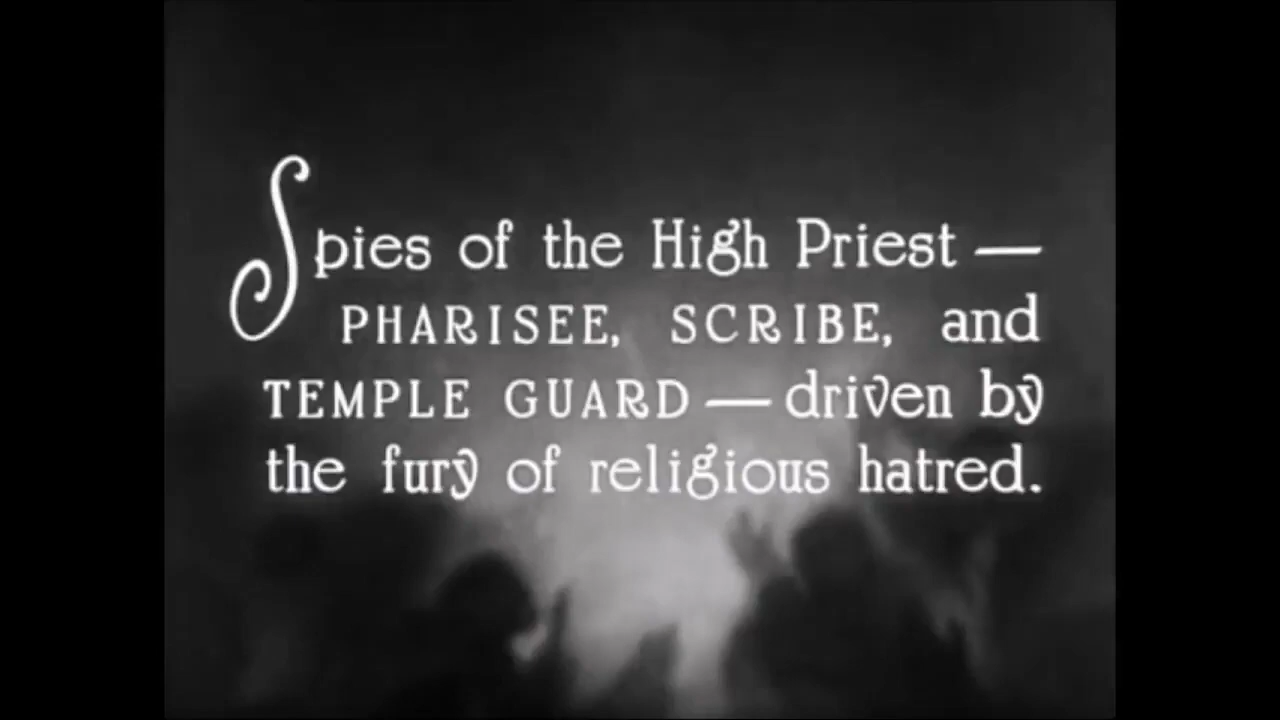 Spies of the High Priest —
PHARISEE, SCRIBE, and
TEMPLE GUARD — driven by
the fury of religious hatred.